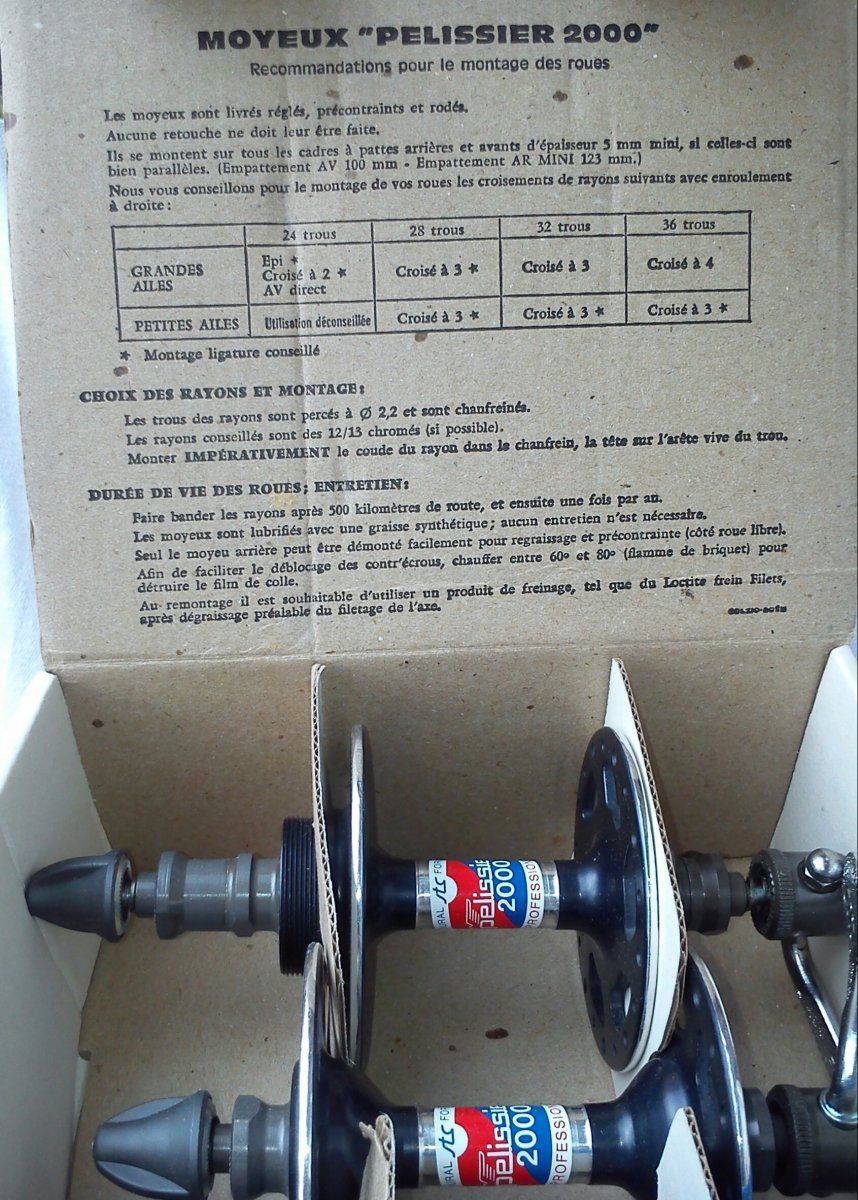 MOYEUX "PELISSIER 2000"
Recommandations pour le montage des roues
Les moyeux sont livrés réglés, précontraints et rodés.
Aucune retouche ne doit leur être faite.
Ils se montent sur tous les cadres à pattes arrières et avants d'épaisseur 5 mm mini, si celles-ci sont
bien parallèles. (Empattement AV 100 mm - Empattement AR MINI 123 mm.)
Nous vous conseillons pour le montage de vos roues les croisements de rayons suivants avec enroulement
à droite :
24 trous 28 trous 32 trous 36 trous
GRANDES AILES Epi * Croisé à 2 * AV direct Croisé à 3 * Croisé à 3 Croisé à 4
PETITES AILES Utilisation déconseillée Croisé à 3 * Croisé à 3 * Croisé à 3 *
* Montage ligature conseillé
CHOIX DES RAYONS ET MONTAGE :
Les trous des rayons sont percés à Ø 2,2 et sont chanfreinés.
Les rayons conseillés sont des 12/13 chromés (si possible).
Monter IMPÉRATIVEMENT le coude du rayon dans le chanfrein, la tête sur l'arête vive du trou.
DURÉE DE VIE DES ROUES ; ENTRETIEN :
Faire bander les rayons après 500 kilomètres de route, et ensuite une fois par an.
Les moyeux sont lubrifiés avec une graisse synthétique ; aucun entretien n'est nécessaire.
Seul le moyeu arrière peut être démonté facilement pour regraissage et précontrainte (côté roue libre).
Afin de faciliter le déblocage des contr'écrous, chauffer entre 60° et 80° (flamme de briquet) pour
détruire le film de colle.
Au remontage il est souhaitable d'utiliser un produit de freinage, tel que du Loctite frein Filets,
après dégraissage préalable du filetage de l'axe.
RAL sts FOR
pelissier
2000
PROFESSIO
RAL sts FO
pelissier
2000
PROFESSION